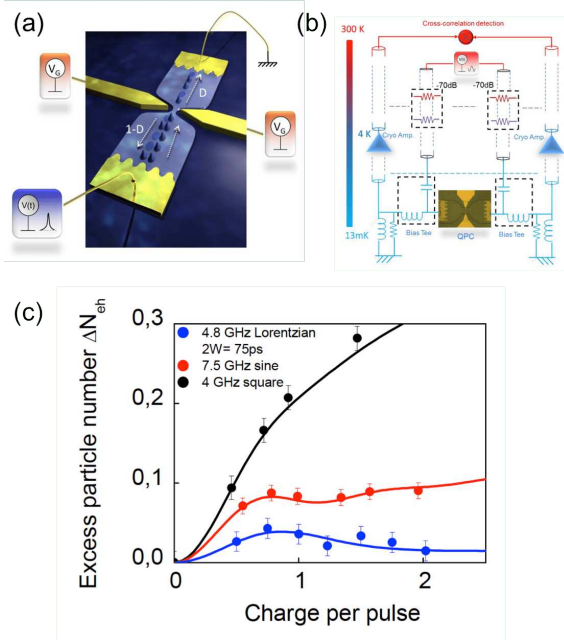 (a)
V_G
D
1-D
V_G
V(t)
(b)
300 K
Cross-correlation detection
-70dB
-70dB
4 K
Cryo Amp.
Cryo Amp.
13mK
Bias Tee
QPC
Bias Tee
(c)
Excess particle number ΔN_eh
0,3
0,2
0,1
0,0
4.8 GHz Lorentzian
2W= 75ps
7.5 GHz sine
4 GHz square
0
1
2
Charge per pulse